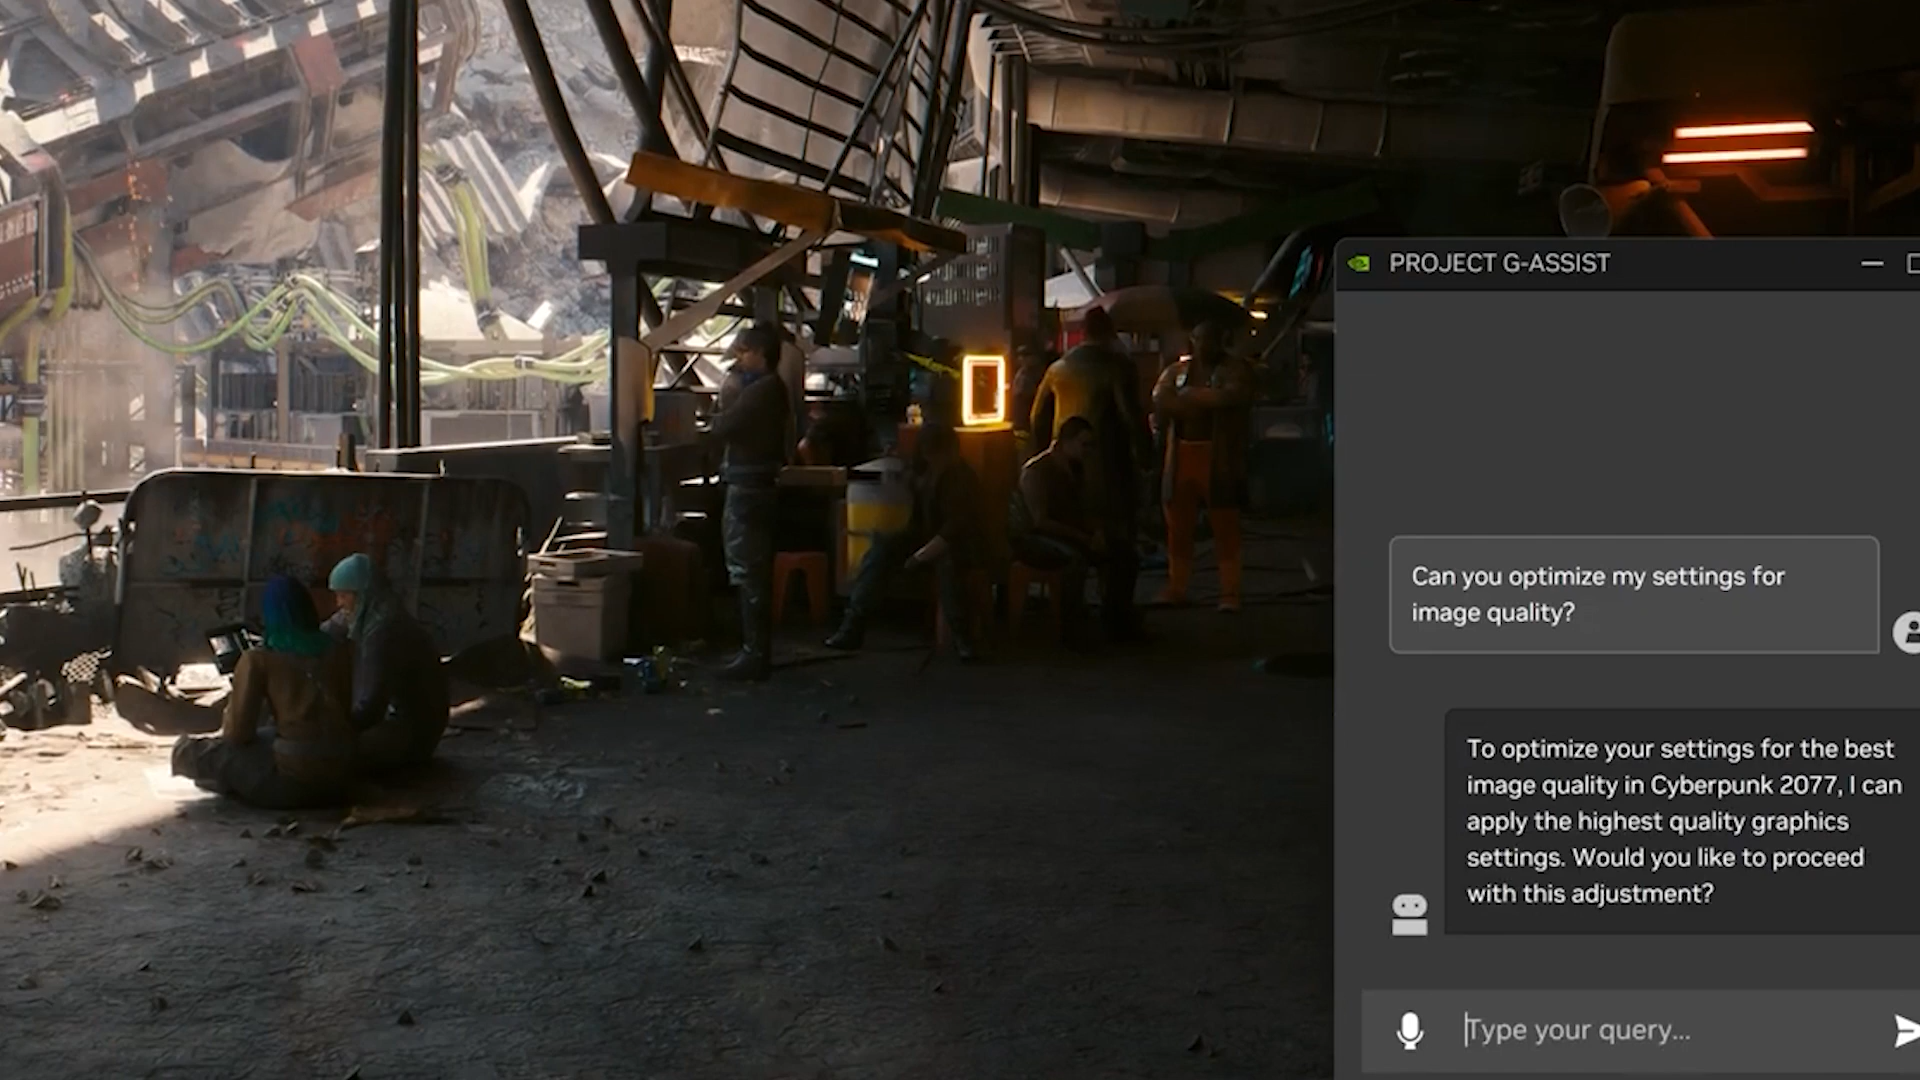 PROJECT G-ASSIST
Can you optimize my settings for
image quality?
To optimize your settings for the best
image quality in Cyberpunk 2077, I can
apply the highest quality graphics
settings. Would you like to proceed
with this adjustment?
Type your query...